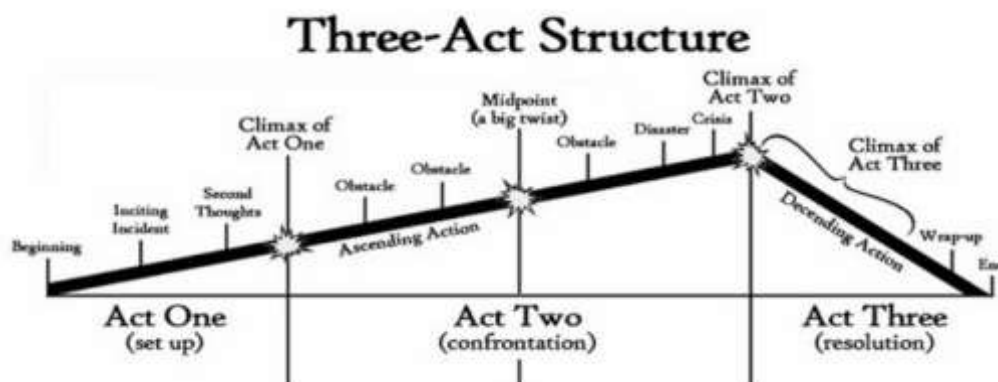 Three-Act Structure
Climax of
Act Two
Midpoint
(a big twist)
Climax of
Act One
Disaster
Crisis
Obstacle
Climax of
Act Three
Obstacle
Obstacle
Second
Thoughts
Inciting
Incident
Beginning
Ascending Action
Decending Action
Wrap-up
Act One
(set up)
Act Two
(confrontation)
Act Three
(resolution)